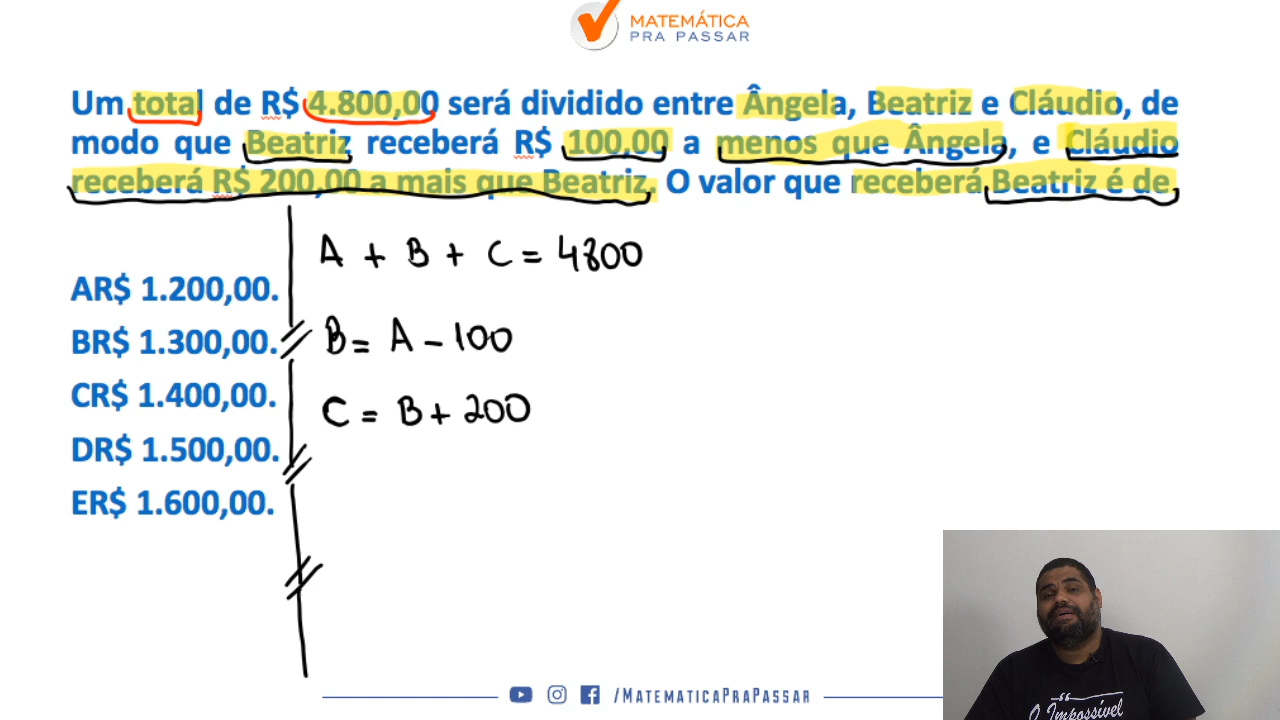 MATEMÁTICA
PRA PASSAR
Um total de R$ 4.800,00 será dividido entre Ângela, Beatriz e Cláudio, de
modo que Beatriz receberá R$ 100,00 a menos que Ângela, e Cláudio
receberá R$ 200,00 a mais que Beatriz. O valor que receberá Beatriz é de
A + B + C = 4800
AR$ 1.200,00.
BR$ 1.300,00.
B = A - 100
CR$ 1.400,00.
C = B + 200
DR$ 1.500,00.
ER$ 1.600,00.
/MATEMATICAPRAPASSAR
O Impossível